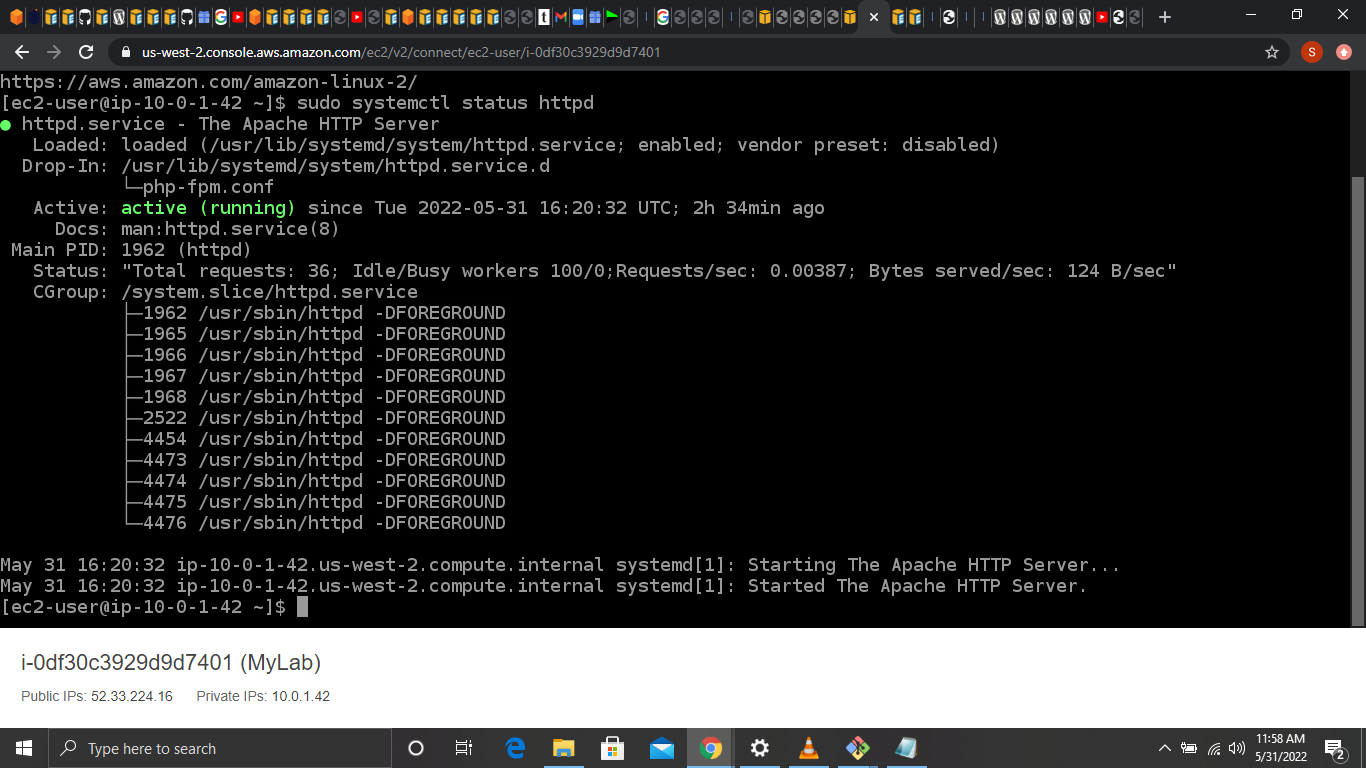 us-west-2.console.aws.amazon.com/ec2/v2/connect/ec2-user/i-0df30c3929d9d7401
S
https://aws.amazon.com/amazon-linux-2/
[ec2-user@ip-10-0-1-42 ~]$ sudo systemctl status httpd
● httpd.service - The Apache HTTP Server
   Loaded: loaded (/usr/lib/systemd/system/httpd.service; enabled; vendor preset: disabled)
  Drop-In: /usr/lib/systemd/system/httpd.service.d
           └─php-fpm.conf
   Active: active (running) since Tue 2022-05-31 16:20:32 UTC; 2h 34min ago
     Docs: man:httpd.service(8)
 Main PID: 1962 (httpd)
   Status: "Total requests: 36; Idle/Busy workers 100/0;Requests/sec: 0.00387; Bytes served/sec: 124 B/sec"
   CGroup: /system.slice/httpd.service
           ├─1962 /usr/sbin/httpd -DFOREGROUND
           ├─1965 /usr/sbin/httpd -DFOREGROUND
           ├─1966 /usr/sbin/httpd -DFOREGROUND
           ├─1967 /usr/sbin/httpd -DFOREGROUND
           ├─1968 /usr/sbin/httpd -DFOREGROUND
           ├─2522 /usr/sbin/httpd -DFOREGROUND
           ├─4454 /usr/sbin/httpd -DFOREGROUND
           ├─4473 /usr/sbin/httpd -DFOREGROUND
           ├─4474 /usr/sbin/httpd -DFOREGROUND
           ├─4475 /usr/sbin/httpd -DFOREGROUND
           └─4476 /usr/sbin/httpd -DFOREGROUND
May 31 16:20:32 ip-10-0-1-42.us-west-2.compute.internal systemd[1]: Starting The Apache HTTP Server...
May 31 16:20:32 ip-10-0-1-42.us-west-2.compute.internal systemd[1]: Started The Apache HTTP Server.
[ec2-user@ip-10-0-1-42 ~]$
i-0df30c3929d9d7401 (MyLab)
Public IPs: 52.33.224.16 Private IPs: 10.0.1.42
Type here to search
11:58 AM
5/31/2022
2